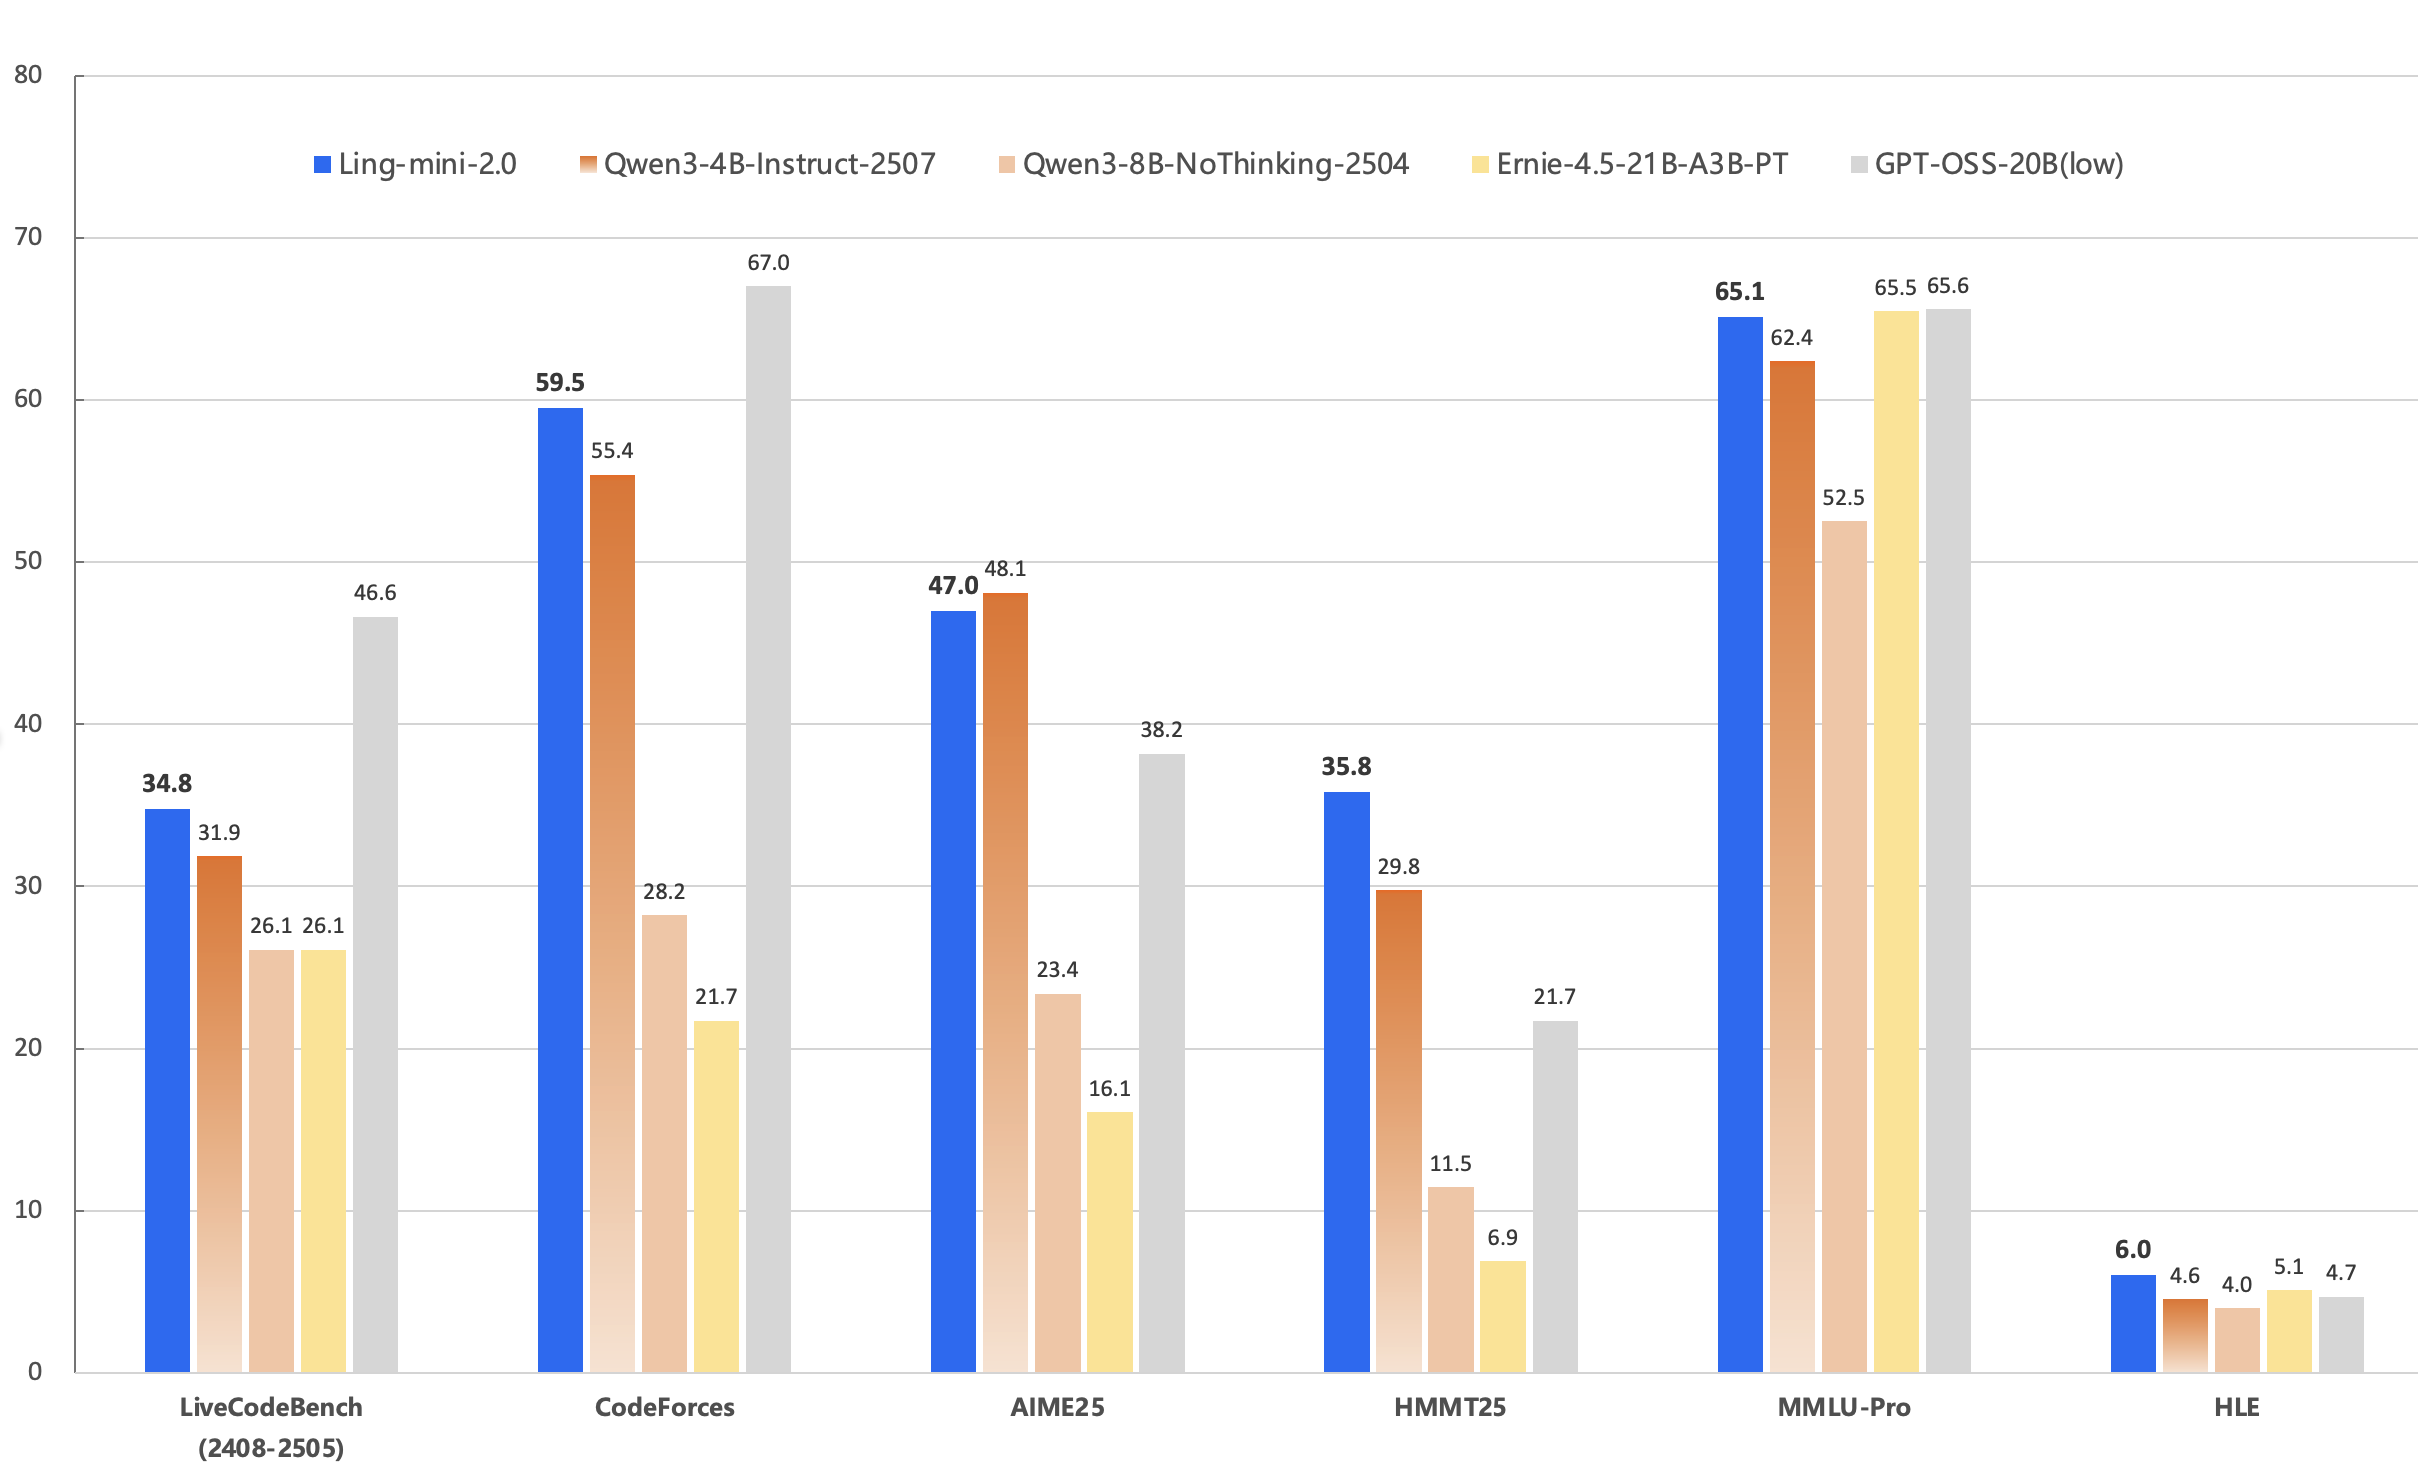 80
Ling-mini-2.0 Qwen3-4B-Instruct-2507 Qwen3-8B-NoThinking-2504 Ernie-4.5-21B-A3B-PT GPT-OSS-20B(low)
70
60
50
40
30
20
10
0
34.8 31.9 26.1 26.1 46.6
59.5 55.4 28.2 21.7 67.0
47.0 48.1 23.4 16.1 38.2
35.8 29.8 11.5 6.9 21.7
65.1 62.4 52.5 65.5 65.6
6.0 4.6 4.0 5.1 4.7
LiveCodeBench
(2408-2505)
CodeForces
AIME25
HMMT25
MMLU-Pro
HLE